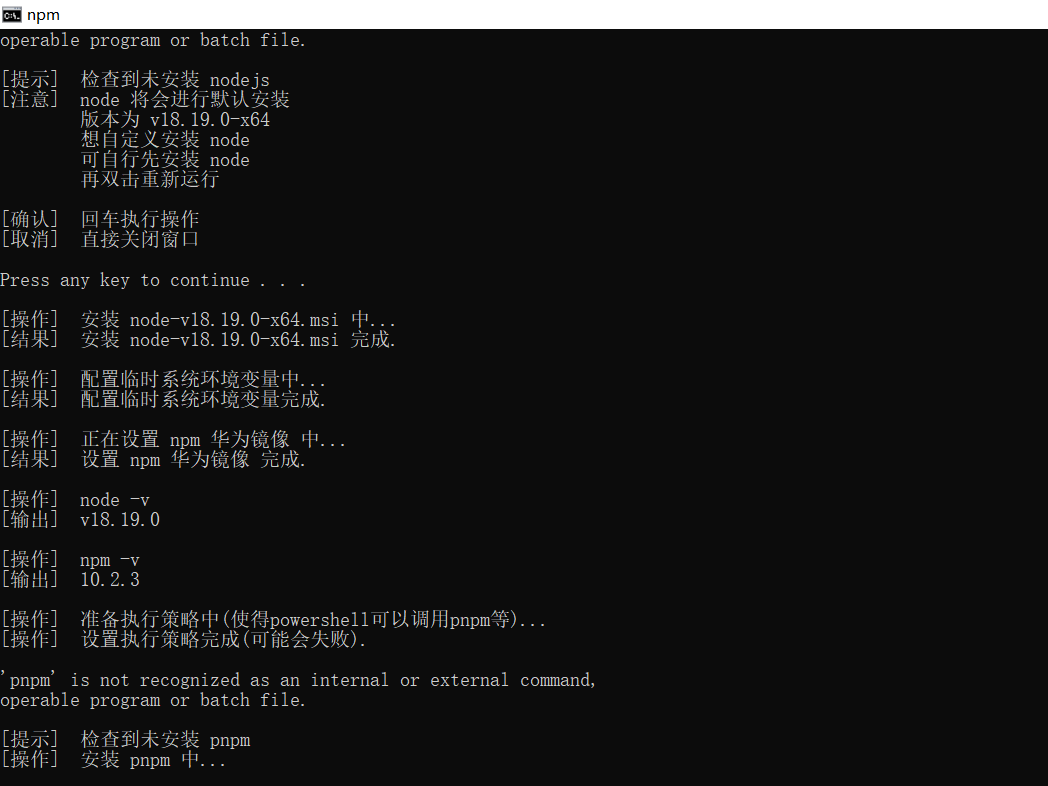 npm
operable program or batch file.
[提示] 检查到未安装 nodejs
[注意] node 将会进行默认安装
版本为 v18.19.0-x64
想自定义安装 node
可自行先安装 node
再双击重新运行
[确认] 回车执行操作
[取消] 直接关闭窗口
Press any key to continue . . .
[操作] 安装 node-v18.19.0-x64.msi 中...
[结果] 安装 node-v18.19.0-x64.msi 完成.
[操作] 配置临时系统环境变量中...
[结果] 配置临时系统环境变量完成.
[操作] 正在设置 npm 华为镜像 中...
[结果] 设置 npm 华为镜像 完成.
[操作] node -v
[输出] v18.19.0
[操作] npm -v
[输出] 10.2.3
[操作] 准备执行策略中(使得powershell可以调用pnpm等)...
[操作] 设置执行策略完成(可能会失败).
'pnpm' is not recognized as an internal or external command,
operable program or batch file.
[提示] 检查到未安装 pnpm
[操作] 安装 pnpm 中...